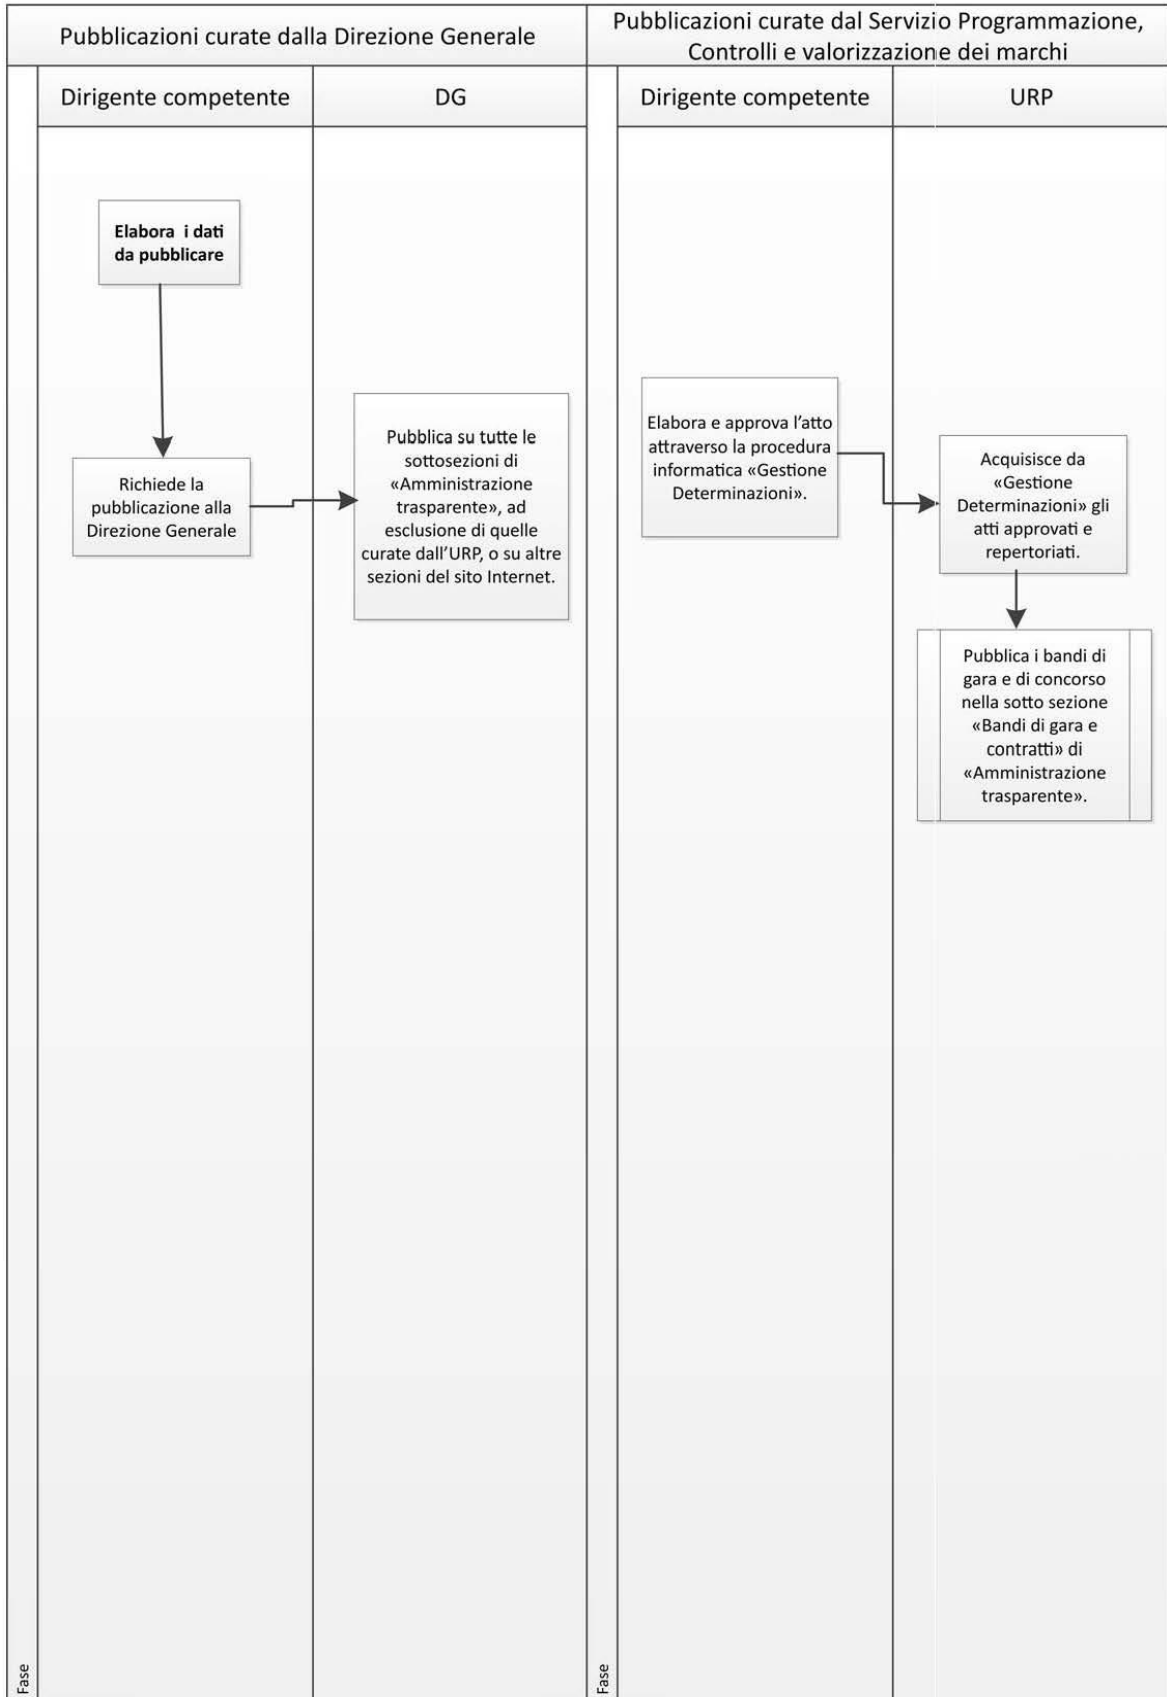 Pubblicazioni curate dalla Direzione Generale
Pubblicazioni curate dal Servizio Programmazione,
Controlli e valorizzazione dei marchi
Dirigente competente
DG
Dirigente competente
URP
Elabora i dati
da pubblicare
Richiede la
pubblicazione alla
Direzione Generale
Pubblica su tutte le
sottosezioni di
«Amministrazione
trasparente», ad
esclusione di quelle
curate dall'URP, o su altre
sezioni del sito Internet.
Elabora e approva l'atto
attraverso la procedura
informatica «Gestione
Determinazioni».
Acquisisce da
«Gestione
Determinazioni» gli
atti approvati e
repertoriati.
Pubblica i bandi di
gara e di concorso
nella sotto sezione
«Bandi di gara e
contratti» di
«Amministrazione
trasparente».
Fase
Fase